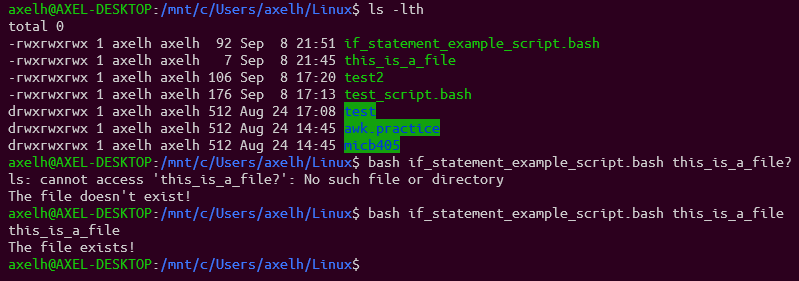 axelh@AXEL-DESKTOP:/mnt/c/Users/axelh/Linux$ ls -lth
total 0
-rwxrwxrwx 1 axelh axelh  92 Sep  8 21:51 if_statement_example_script.bash
-rwxrwxrwx 1 axelh axelh   7 Sep  8 21:45 this_is_a_file
-rwxrwxrwx 1 axelh axelh 106 Sep  8 17:20 test2
-rwxrwxrwx 1 axelh axelh 176 Sep  8 17:13 test_script.bash
drwxrwxrwx 1 axelh axelh 512 Aug 24 17:08 test
drwxrwxrwx 1 axelh axelh 512 Aug 24 14:45 awk.practice
drwxrwxrwx 1 axelh axelh 512 Aug 24 14:45 micb405
axelh@AXEL-DESKTOP:/mnt/c/Users/axelh/Linux$ bash if_statement_example_script.bash this_is_a_file?
ls: cannot access 'this_is_a_file?': No such file or directory
The file doesn't exist!
axelh@AXEL-DESKTOP:/mnt/c/Users/axelh/Linux$ bash if_statement_example_script.bash this_is_a_file
this_is_a_file
The file exists!
axelh@AXEL-DESKTOP:/mnt/c/Users/axelh/Linux$